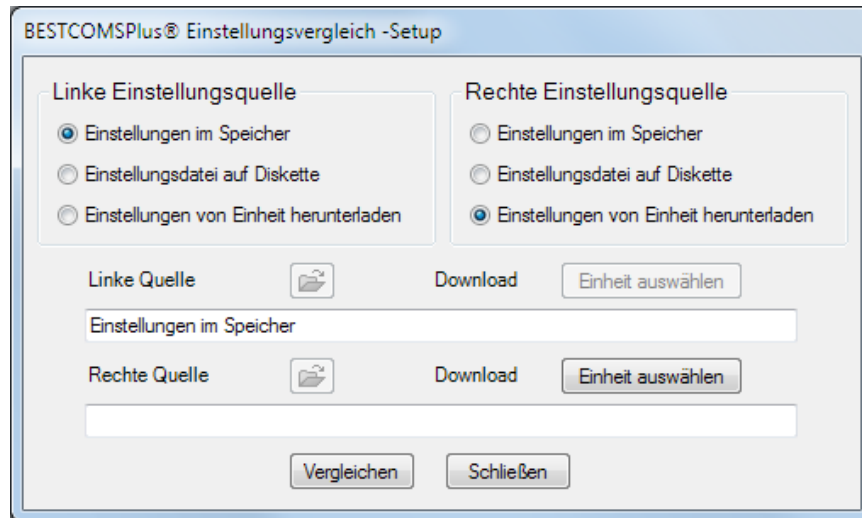 BESTCOMSPlus® Einstellungsvergleich -Setup
Linke Einstellungsquelle
Einstellungen im Speicher
Einstellungsdatei auf Diskette
Einstellungen von Einheit herunterladen
Rechte Einstellungsquelle
Einstellungen im Speicher
Einstellungsdatei auf Diskette
Einstellungen von Einheit herunterladen
Linke Quelle Download Einheit auswählen
Einstellungen im Speicher
Rechte Quelle Download Einheit auswählen
Vergleichen Schließen